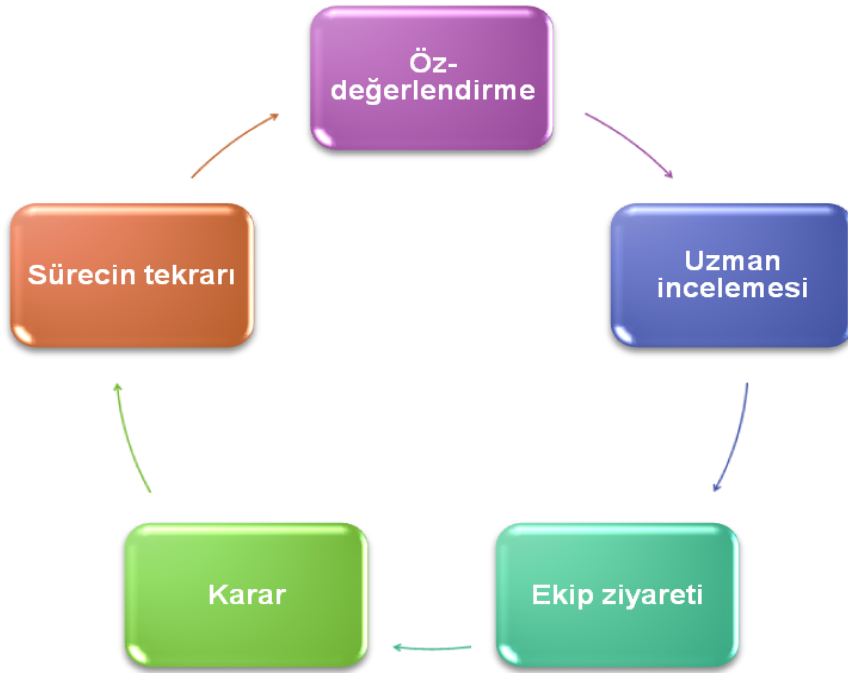 Öz-
değerlendirme
Uzman
incelemesi
Ekip ziyareti
Karar
Sürecin tekrarı